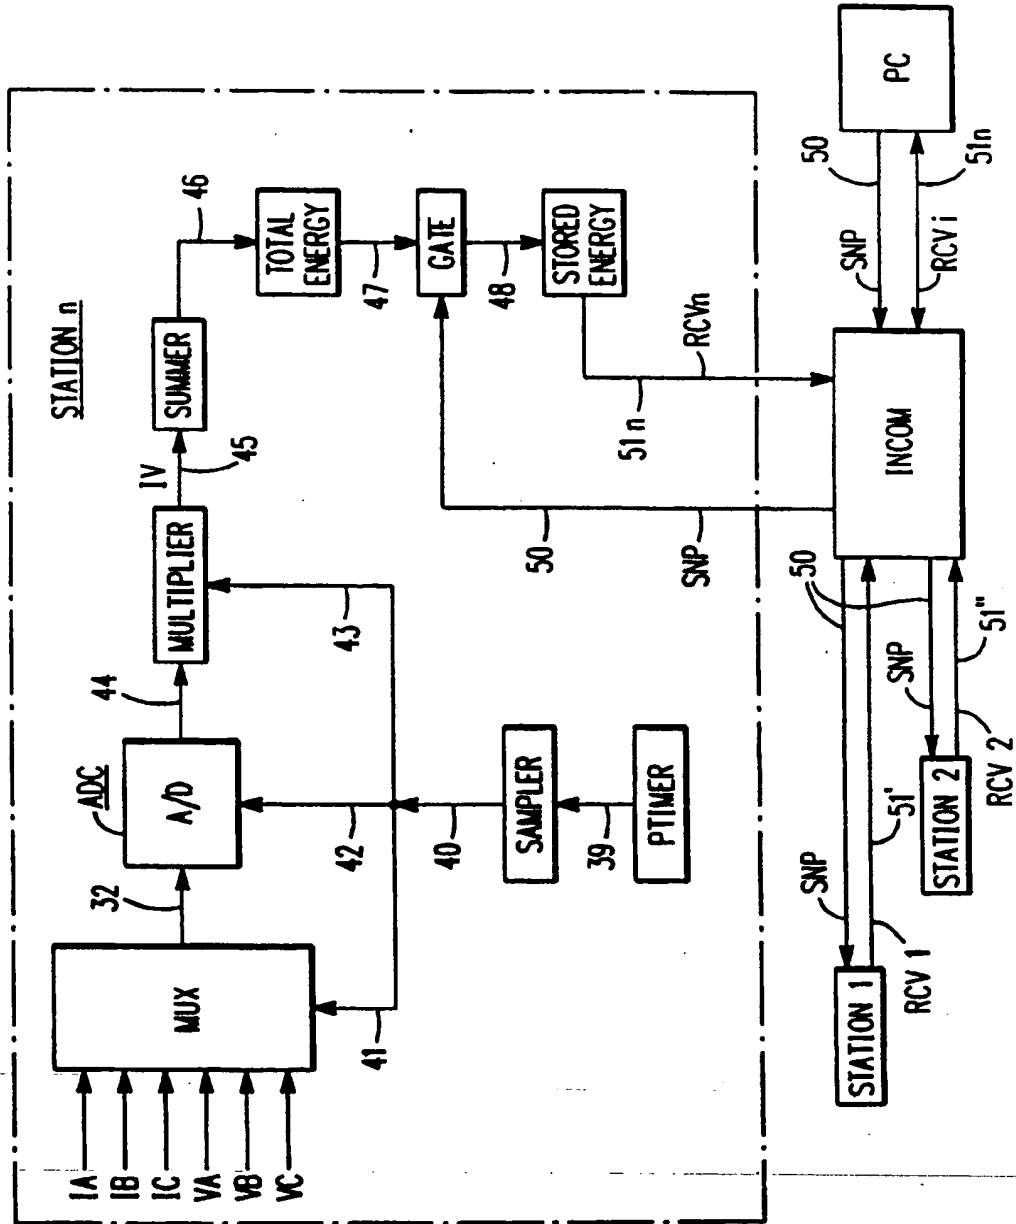 STATION n
IA
IB
IC
VA
VB
VC
MUX
32
ADC
A/D
44
MULTIPLIER
IV
45
SUMMER
46
TOTAL
ENERGY
47
GATE
48
STORED
ENERGY
41
42
43
40
SAMPLER
39
PTIMER
50
SNP
51n
RCVn
INCOM
PC
50
SNP
RCV i
51n
50
SNP
STATION 1
RCV 1
51'
SNP
STATION 2
RCV 2
51"